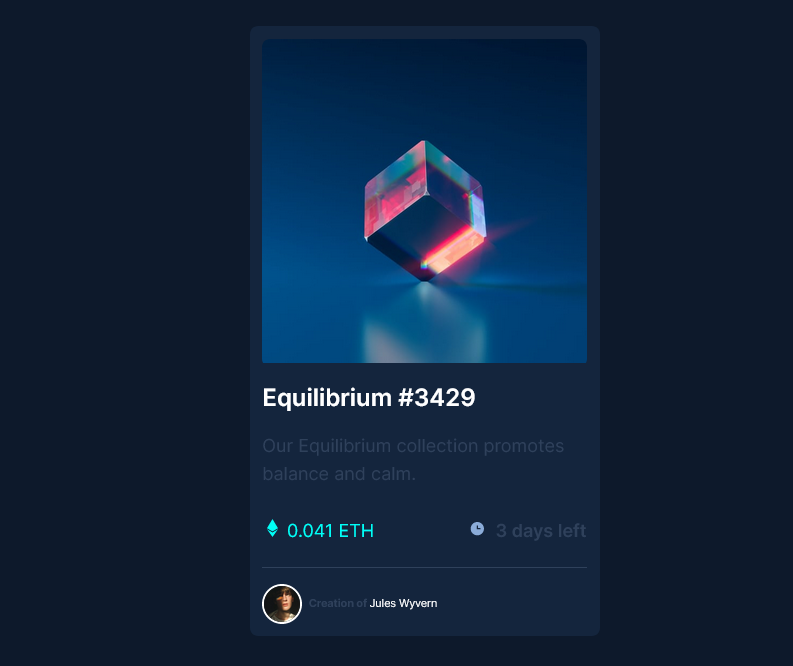 Equilibrium #3429
Our Equilibrium collection promotes
balance and calm.
0.041 ETH
3 days left
Creation of Jules Wyvern